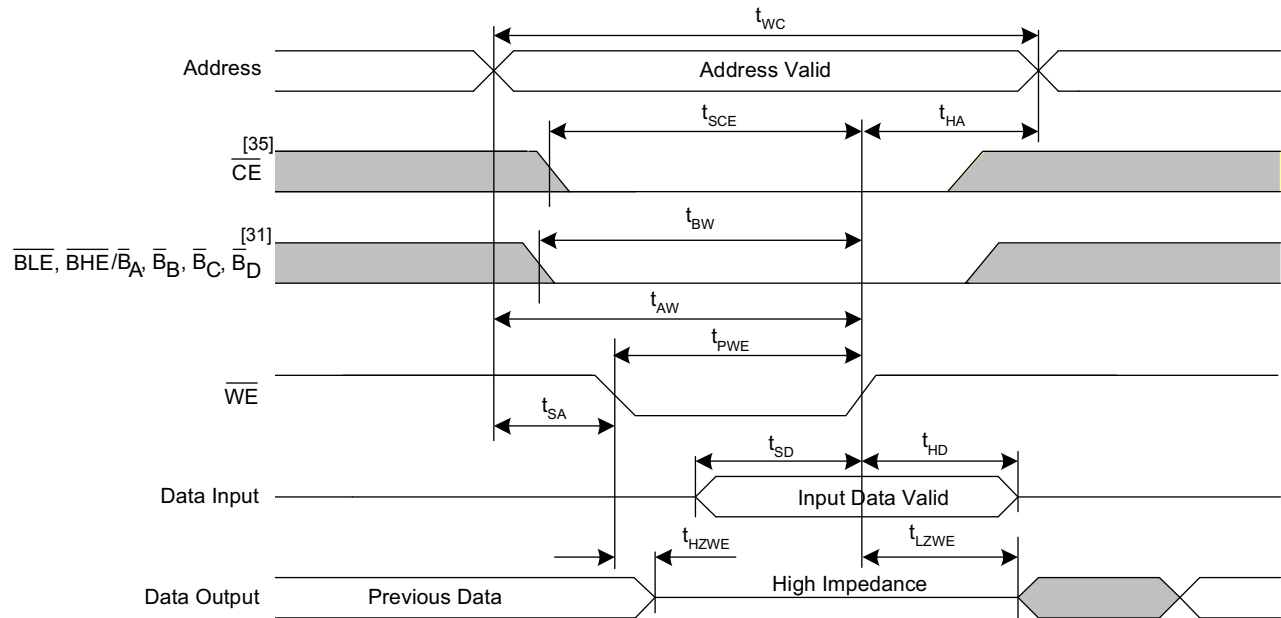 tWC
Address
Address Valid
tSCE
tHA
[35]
CE
tBW
[31]
BLE, BHE/BA, BB, BC, BD
tAW
tPWE
WE
tSA
tSD
tHD
Data Input
Input Data Valid
tHZWE
tLZWE
Data Output
Previous Data
High Impedance